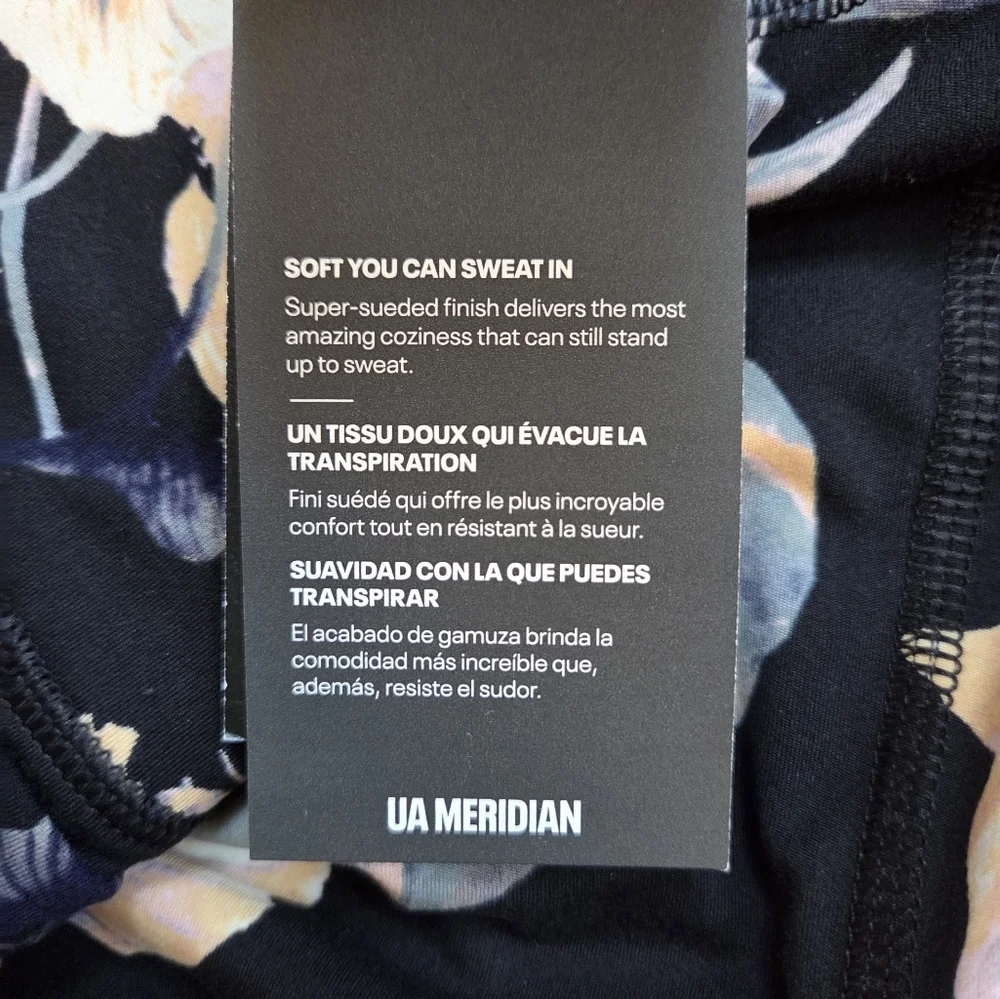 SOFT YOU CAN SWEAT IN
Super-sueded finish delivers the most
amazing coziness that can still stand
up to sweat.
UN TISSU DOUX QUI ÉVACUE LA
TRANSPIRATION
Fini suédé qui offre le plus incroyable
confort tout en résistant à la sueur.
SUAVIDAD CON LA QUE PUEDES
TRANSPIRAR
El acabado de gamuza brinda la
comodidad más increíble que,
además, resiste el sudor.
UA MERIDIAN